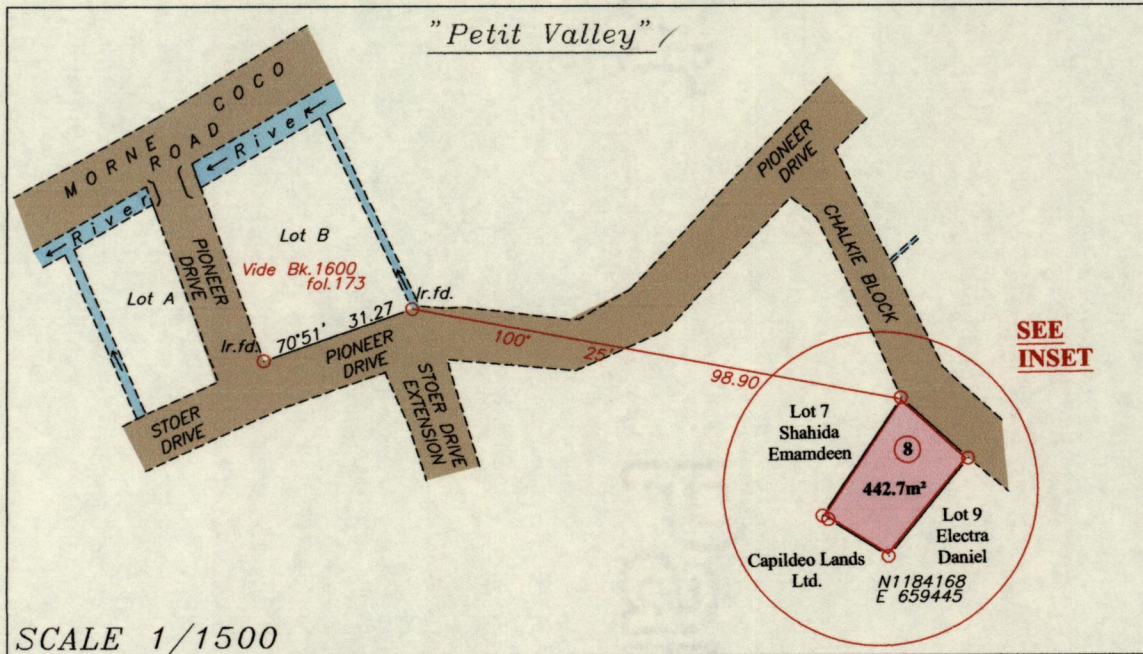 "Petit Valley"
MORNE COCO
ROAD
River
River
PIONEER
DRIVE
Lot A
Lot B
Vide Bk.1600
fol.173
Ir.fd.
Ir.fd.
70°51' 31.27
PIONEER
DRIVE
STOER
DRIVE
STOER DRIVE
EXTENSION
PIONEER
DRIVE
CHALKIE BLOCK
100° 25'
98.90
SEE
INSET
Lot 7
Shahida
Emamdeen
8
442.7m²
Lot 9
Electra
Daniel
Capildeo Lands
Ltd.
N1184168
E 659445
SCALE 1/1500